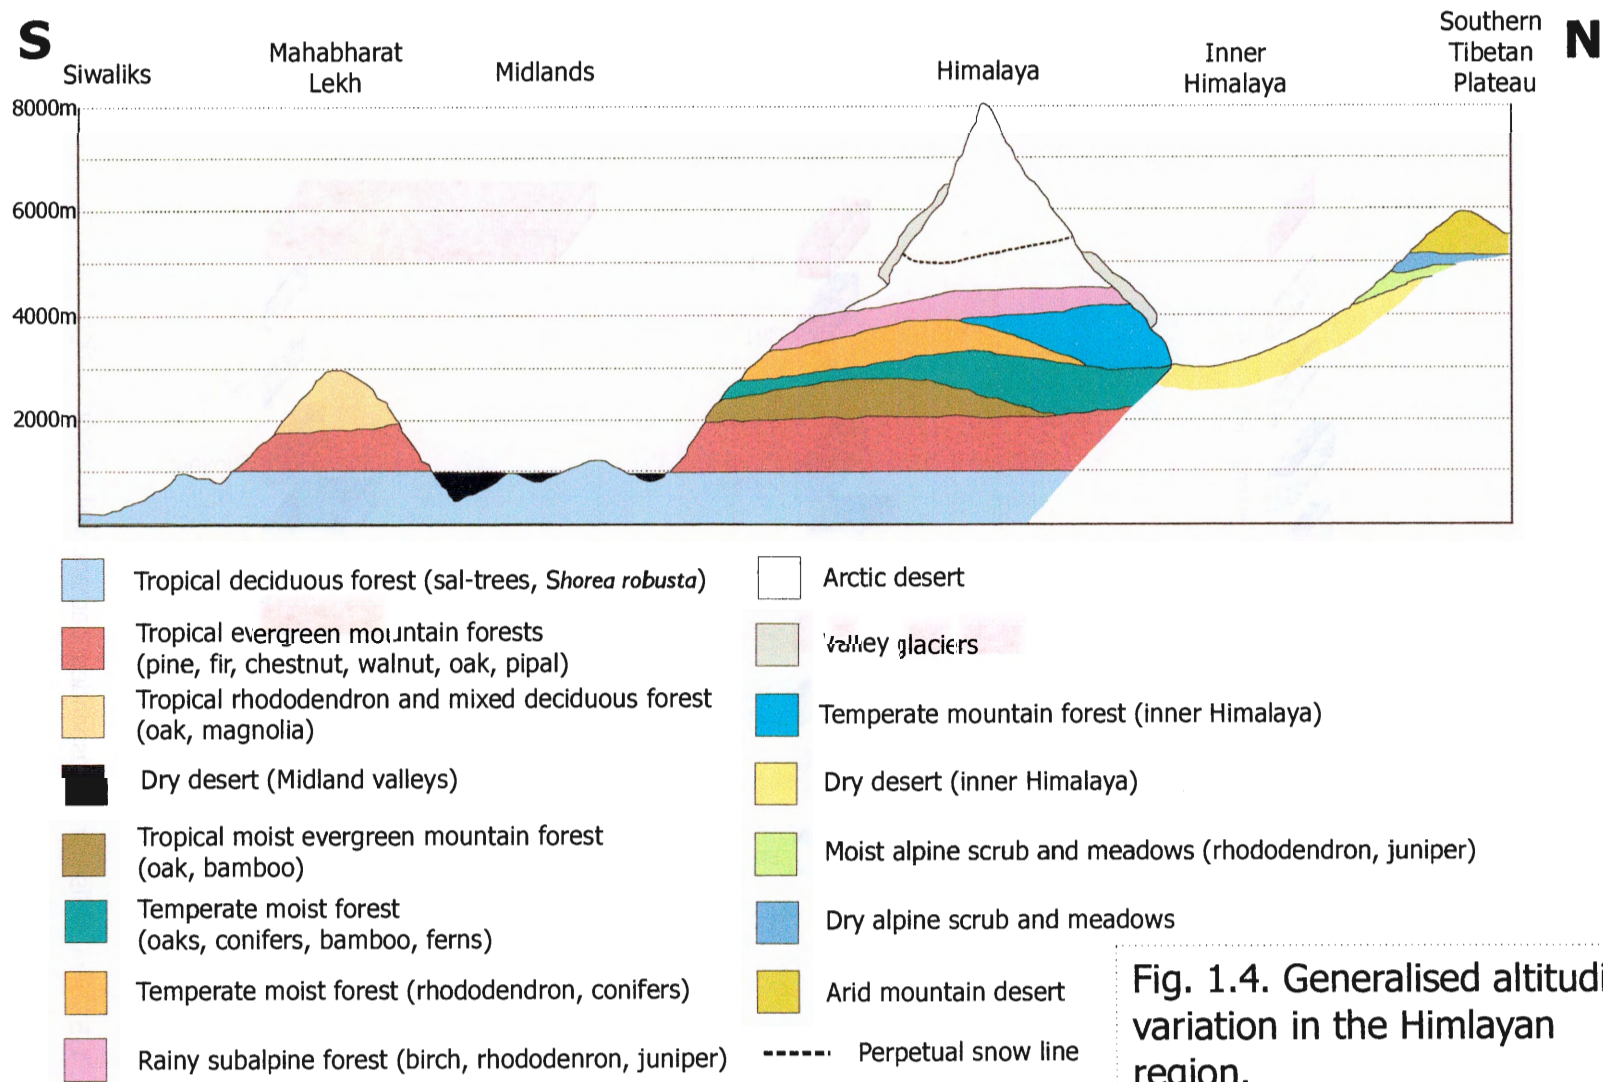 S
N
Siwaliks
Mahabharat
Lekh
Midlands
Himalaya
Inner
Himalaya
Southern
Tibetan
Plateau
8000m
6000m
4000m
2000m
Tropical deciduous forest (sal-trees, Shorea robusta)
Tropical evergreen mountain forests
(pine, fir, chestnut, walnut, oak, pipal)
Tropical rhododendron and mixed deciduous forest
(oak, magnolia)
Dry desert (Midland valleys)
Tropical moist evergreen mountain forest
(oak, bamboo)
Temperate moist forest
(oaks, conifers, bamboo, ferns)
Temperate moist forest (rhododendron, conifers)
Rainy subalpine forest (birch, rhododenron, juniper)
Arctic desert
Valley glaciers
Temperate mountain forest (inner Himalaya)
Dry desert (inner Himalaya)
Moist alpine scrub and meadows (rhododendron, juniper)
Dry alpine scrub and meadows
Arid mountain desert
Perpetual snow line
Fig. 1.4. Generalised altitudi
variation in the Himlayan
region.